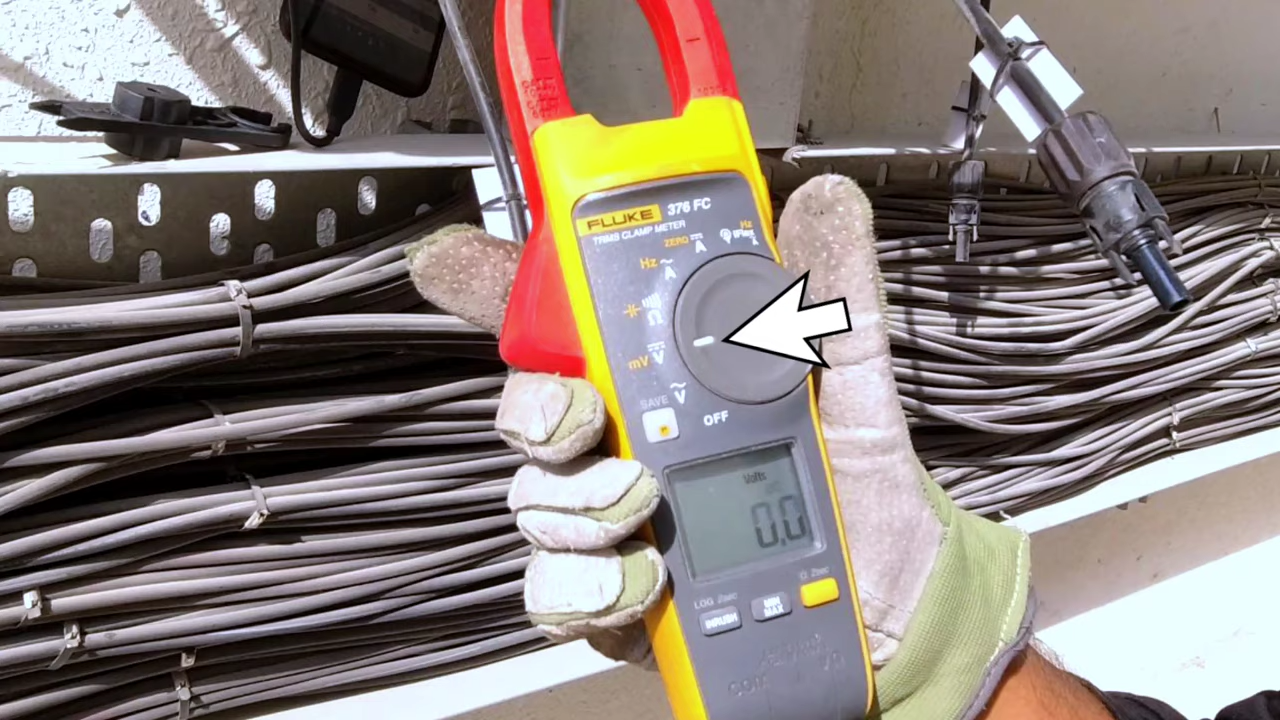 FLUKE 376 FC
TRMS CLAMP METER
Hz
ZERO A
iFlex
A
Hz A
Ω
mV V
SAVE V
OFF
Volts
0.0
LOG
INRUSH
MIN
MAX